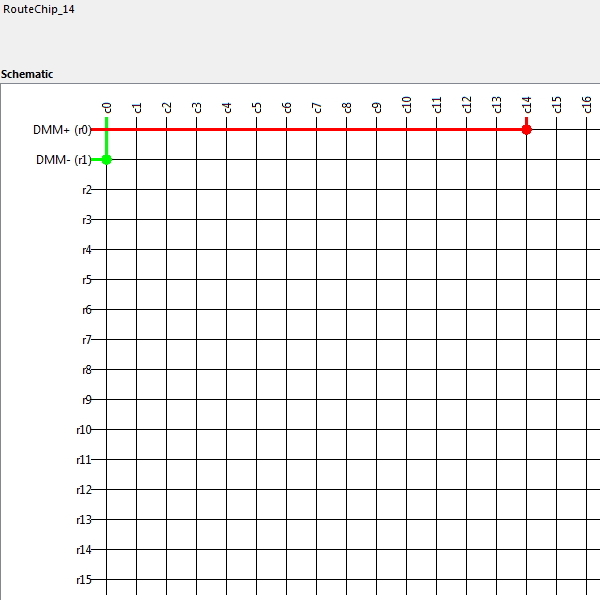 RouteChip_14
Schematic
c0 c1 c2 c3 c4 c5 c6 c7 c8 c9 c10 c11 c12 c13 c14 c15 c16
DMM+ (r0)
DMM- (r1)
r2
r3
r4
r5
r6
r7
r8
r9
r10
r11
r12
r13
r14
r15